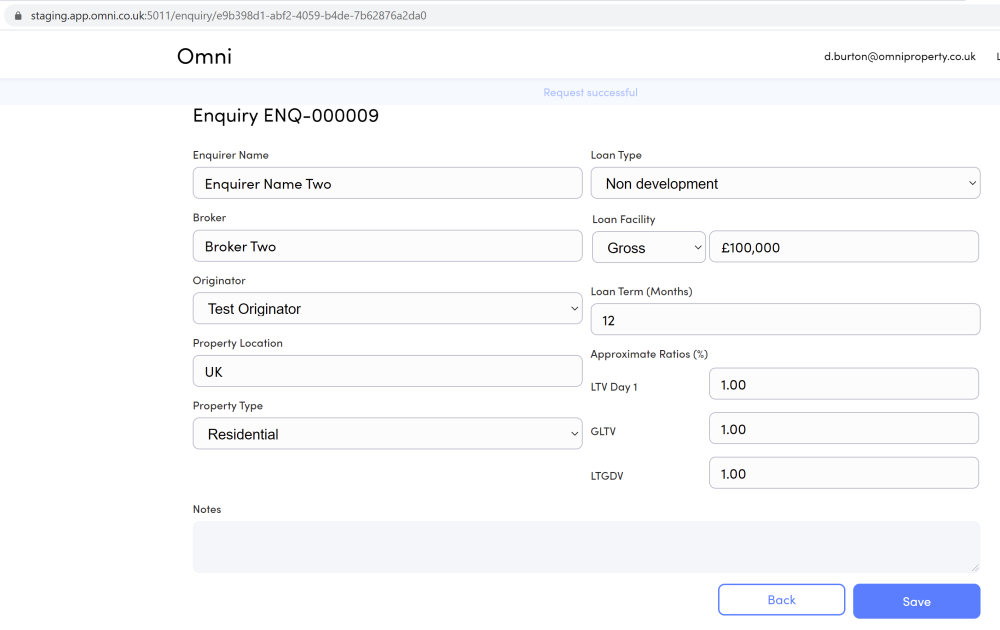 staging.app.omni.co.uk:5011/enquiry/e9b398d1-abf2-4059-b4de-7b62876a2da0
Omni
d.burton@omniproperty.co.uk
Request successful
Enquiry ENQ-000009
Enquirer Name
Enquirer Name Two
Broker
Broker Two
Originator
Test Originator
Property Location
UK
Property Type
Residential
Loan Type
Non development
Loan Facility
Gross £100,000
Loan Term (Months)
12
Approximate Ratios (%)
LTV Day 1 1.00
GLTV 1.00
LTGDV 1.00
Notes
Back Save